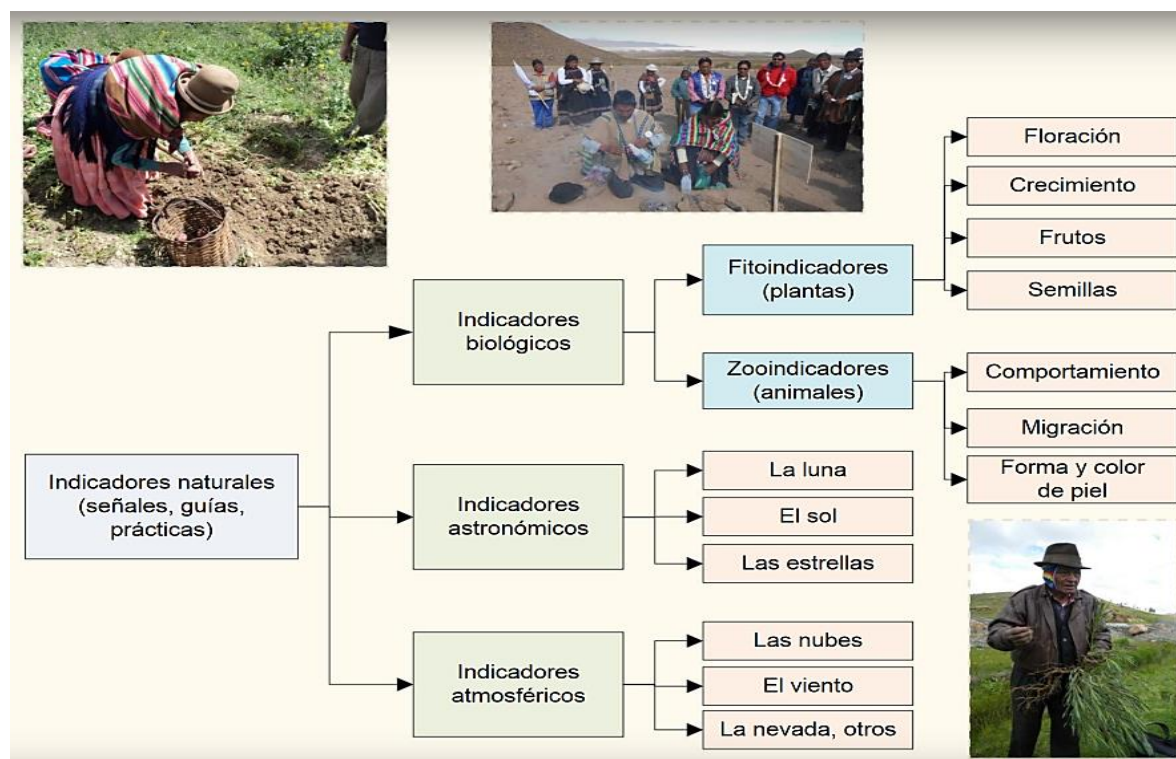 Indicadores naturales
(señales, guías,
prácticas)
Indicadores
biológicos
Fitoindicadores
(plantas)
Floración
Crecimiento
Frutos
Semillas
Zooindicadores
(animales)
Comportamiento
Migración
Forma y color
de piel
Indicadores
astronómicos
La luna
El sol
Las estrellas
Indicadores
atmosféricos
Las nubes
El viento
La nevada, otros